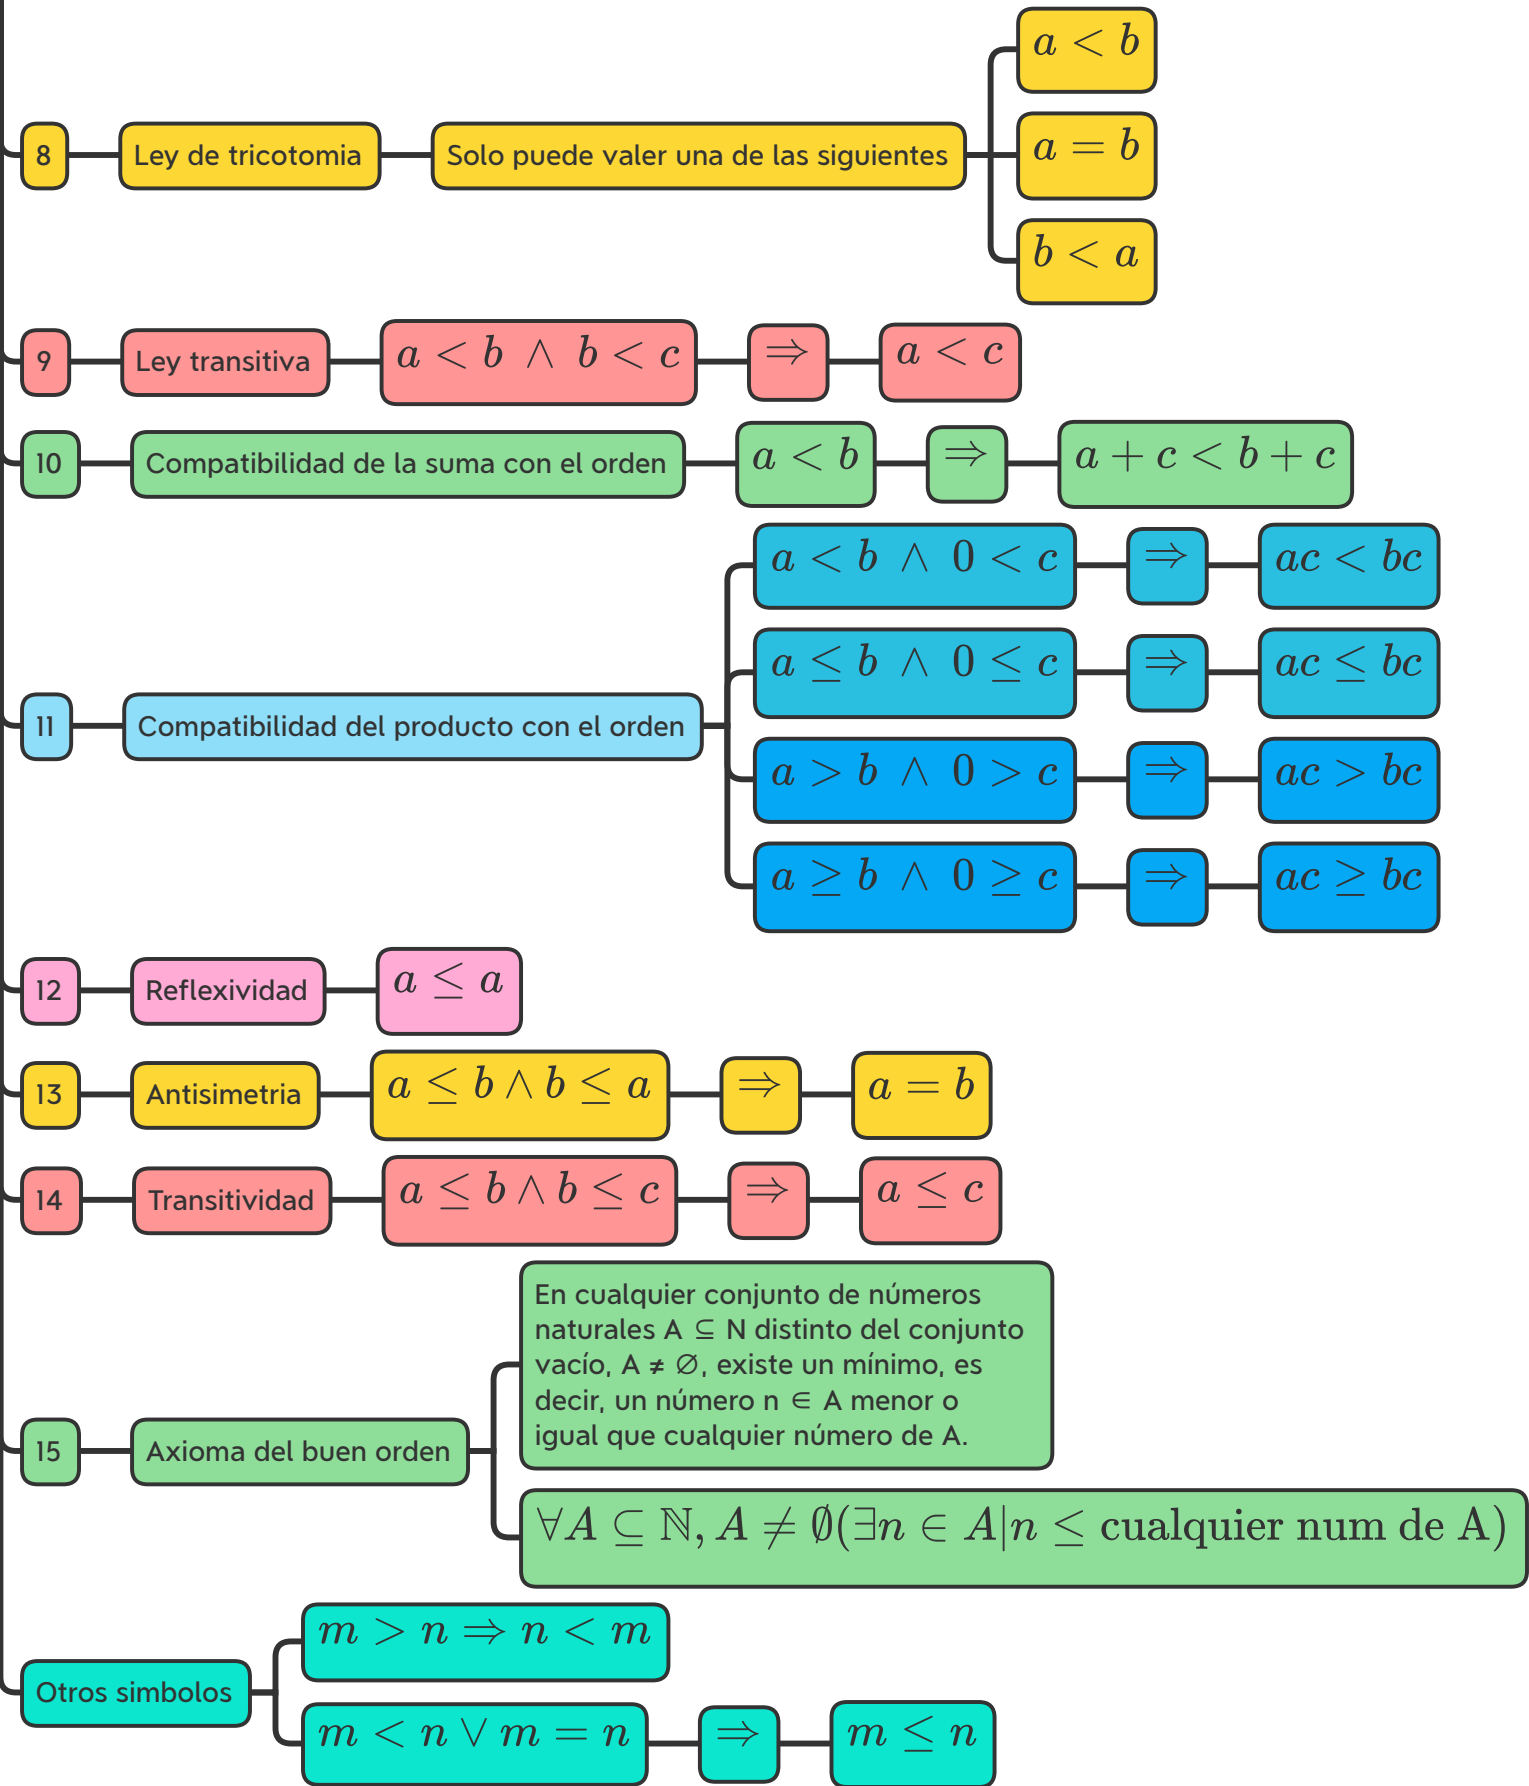 8 Ley de tricotomia Solo puede valer una de las siguientes
a < b
a = b
b < a
9 Ley transitiva a < b ∧ b < c ⇒ a < c
10 Compatibilidad de la suma con el orden a < b ⇒ a + c < b + c
11 Compatibilidad del producto con el orden
a < b ∧ 0 < c ⇒ ac < bc
a ≤ b ∧ 0 ≤ c ⇒ ac ≤ bc
a > b ∧ 0 > c ⇒ ac > bc
a ≥ b ∧ 0 ≥ c ⇒ ac ≥ bc
12 Reflexividad a ≤ a
13 Antisimetria a ≤ b ∧ b ≤ a ⇒ a = b
14 Transitividad a ≤ b ∧ b ≤ c ⇒ a ≤ c
15 Axioma del buen orden
En cualquier conjunto de números
naturales A ⊆ N distinto del conjunto
vacío, A ≠ ∅, existe un mínimo, es
decir, un número n ∈ A menor o
igual que cualquier número de A.
∀A ⊆ ℕ, A ≠ ∅(∃n ∈ A|n ≤ cualquier num de A)
Otros simbolos
m > n ⇒ n < m
m < n ∨ m = n ⇒ m ≤ n